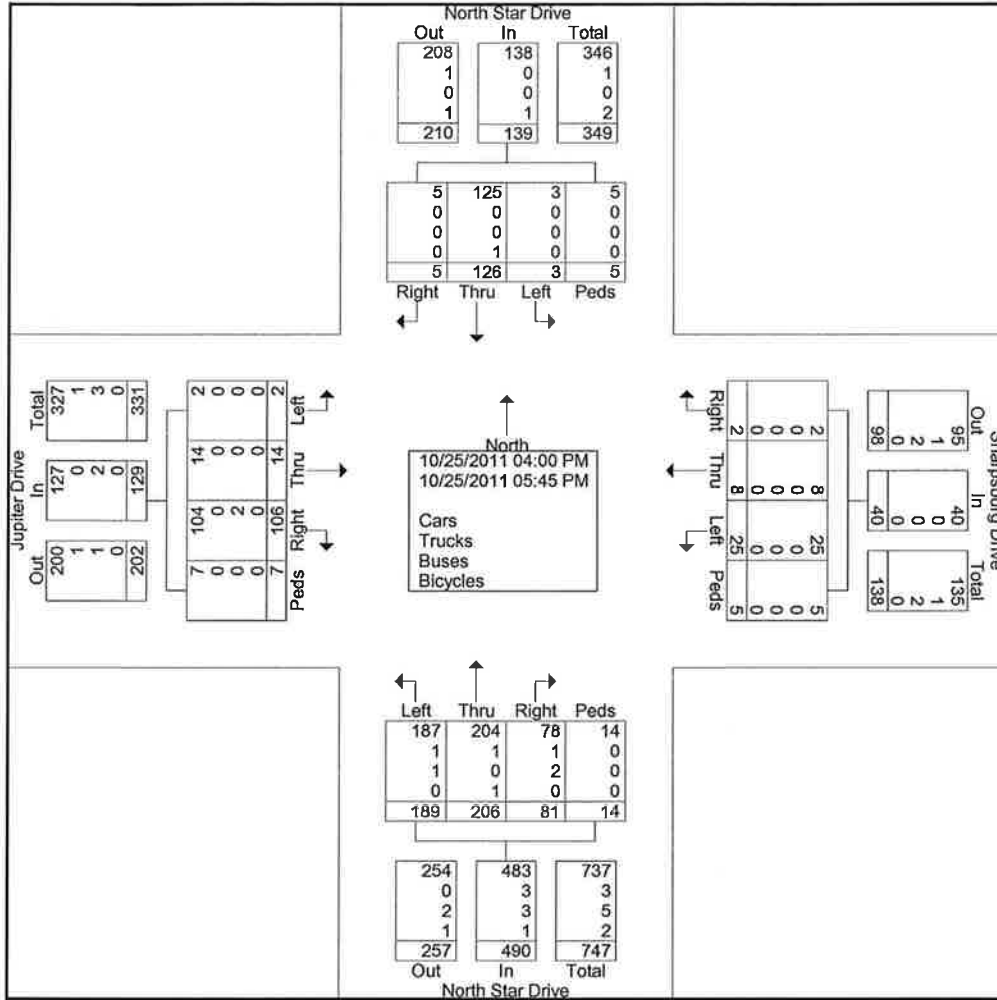 North Star Drive
Out In Total
208 138 346
1 0 1
0 0 0
1 1 2
210 139 349
5 125 3 5
0 0 0 0
0 0 0 0
0 1 0 0
5 126 3 5
Right Thru Left Peds
Jupiter Drive
Total In Out
327 127 200
1 0 1
3 2 1
0 0 0
331 129 202
2 14 104 7
0 0 0 0
0 0 2 0
0 0 0 0
2 14 106 7
Left Thru Right Peds
North
10/25/2011 04:00 PM
10/25/2011 05:45 PM
Cars
Trucks
Buses
Bicycles
Right Thru Left Peds
2 8 25 5
0 0 0 0
0 0 0 0
0 0 0 0
2 8 25 5
Sharpsburg Drive
Out In Total
95 40 135
1 0 1
2 0 2
0 0 0
98 40 138
Left Thru Right Peds
187 204 78 14
1 1 1 0
1 0 2 0
0 1 0 0
189 206 81 14
254 483 737
0 3 3
2 3 5
1 1 2
257 490 747
Out In Total
North Star Drive